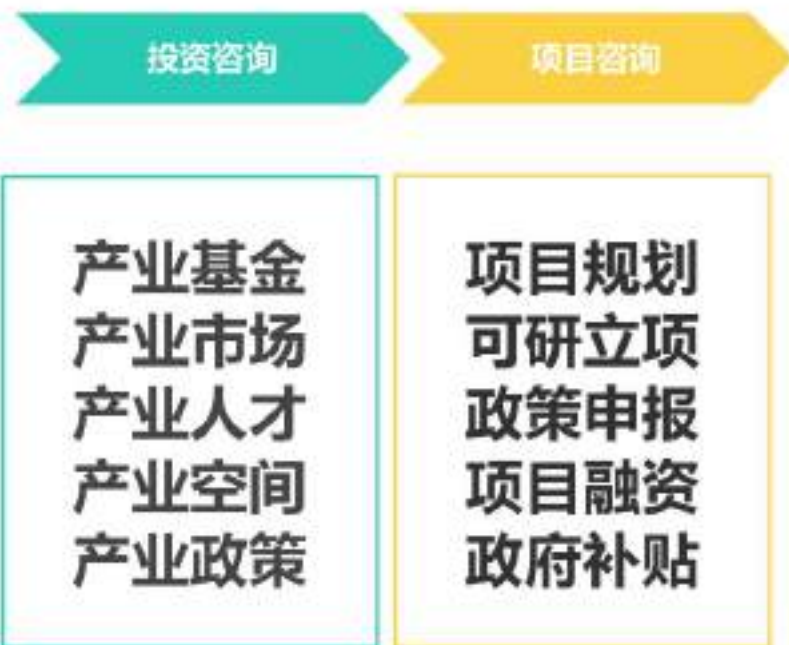 投资咨询
项目咨询
产业基金
产业市场
产业人才
产业空间
产业政策
项目规划
可研立项
政策申报
项目融资
政府补贴